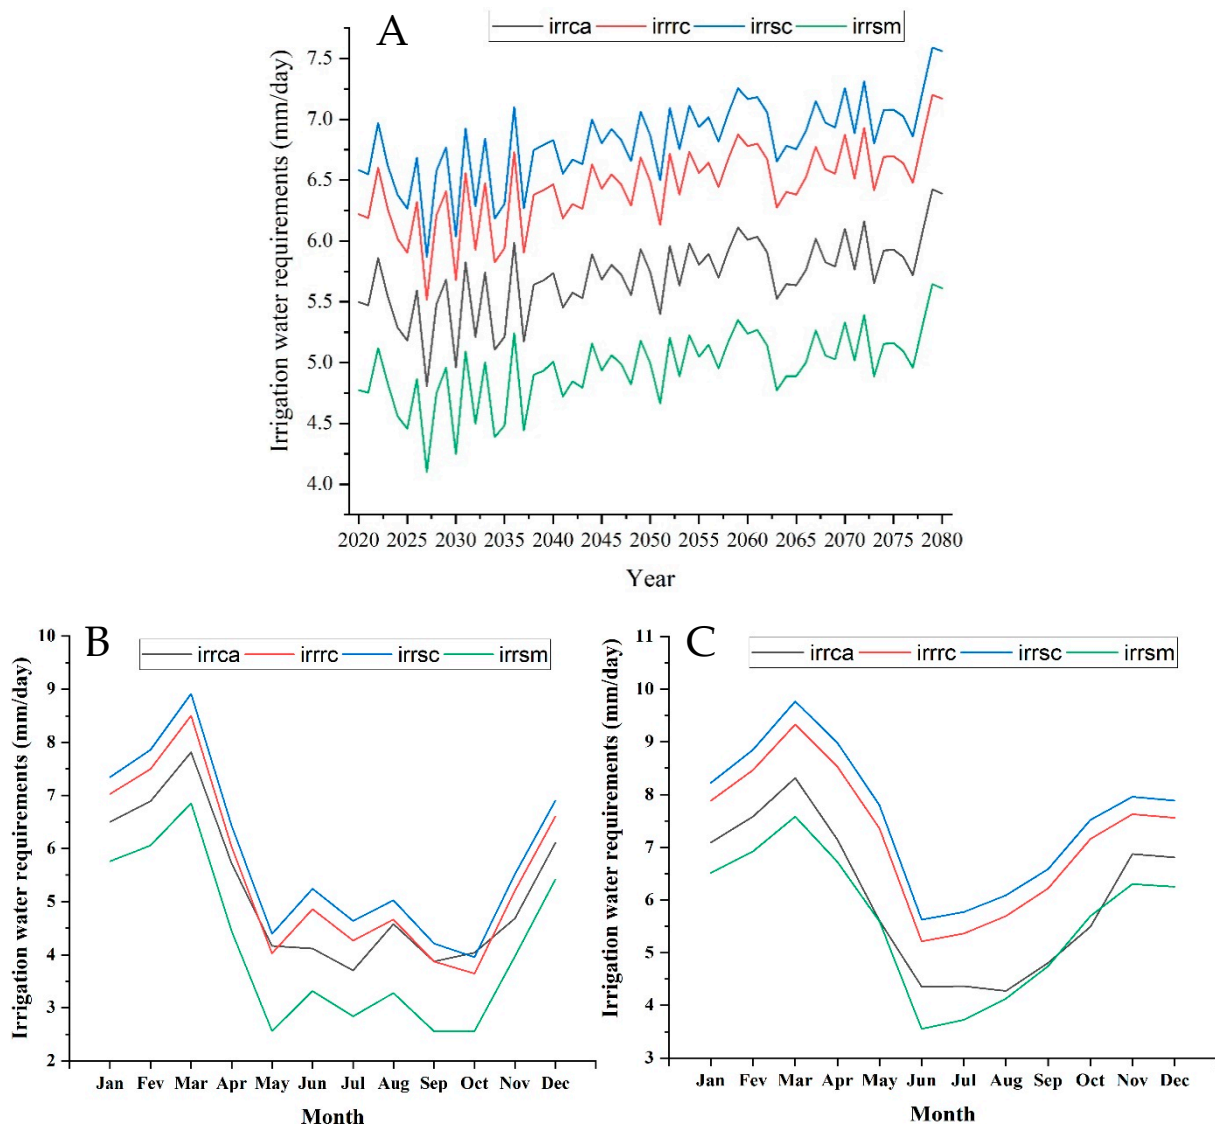 A
irrca irrrc irrsc irrsm
Irrigation water requirements (mm/day)
7.5
7.0
6.5
6.0
5.5
5.0
4.5
4.0
2020 2025 2030 2035 2040 2045 2050 2055 2060 2065 2070 2075 2080
Year
B
irrca irrrc irrsc irrsm
Irrigation water requirements (mm/day)
10
9
8
7
6
5
4
3
2
Jan Fev Mar Apr May Jun Jul Aug Sep Oct Nov Dec
Month
C
irrca irrrc irrsc irrsm
Irrigation water requirements (mm/day)
11
10
9
8
7
6
5
4
3
Jan Fev Mar Apr May Jun Jul Aug Sep Oct Nov Dec
Month